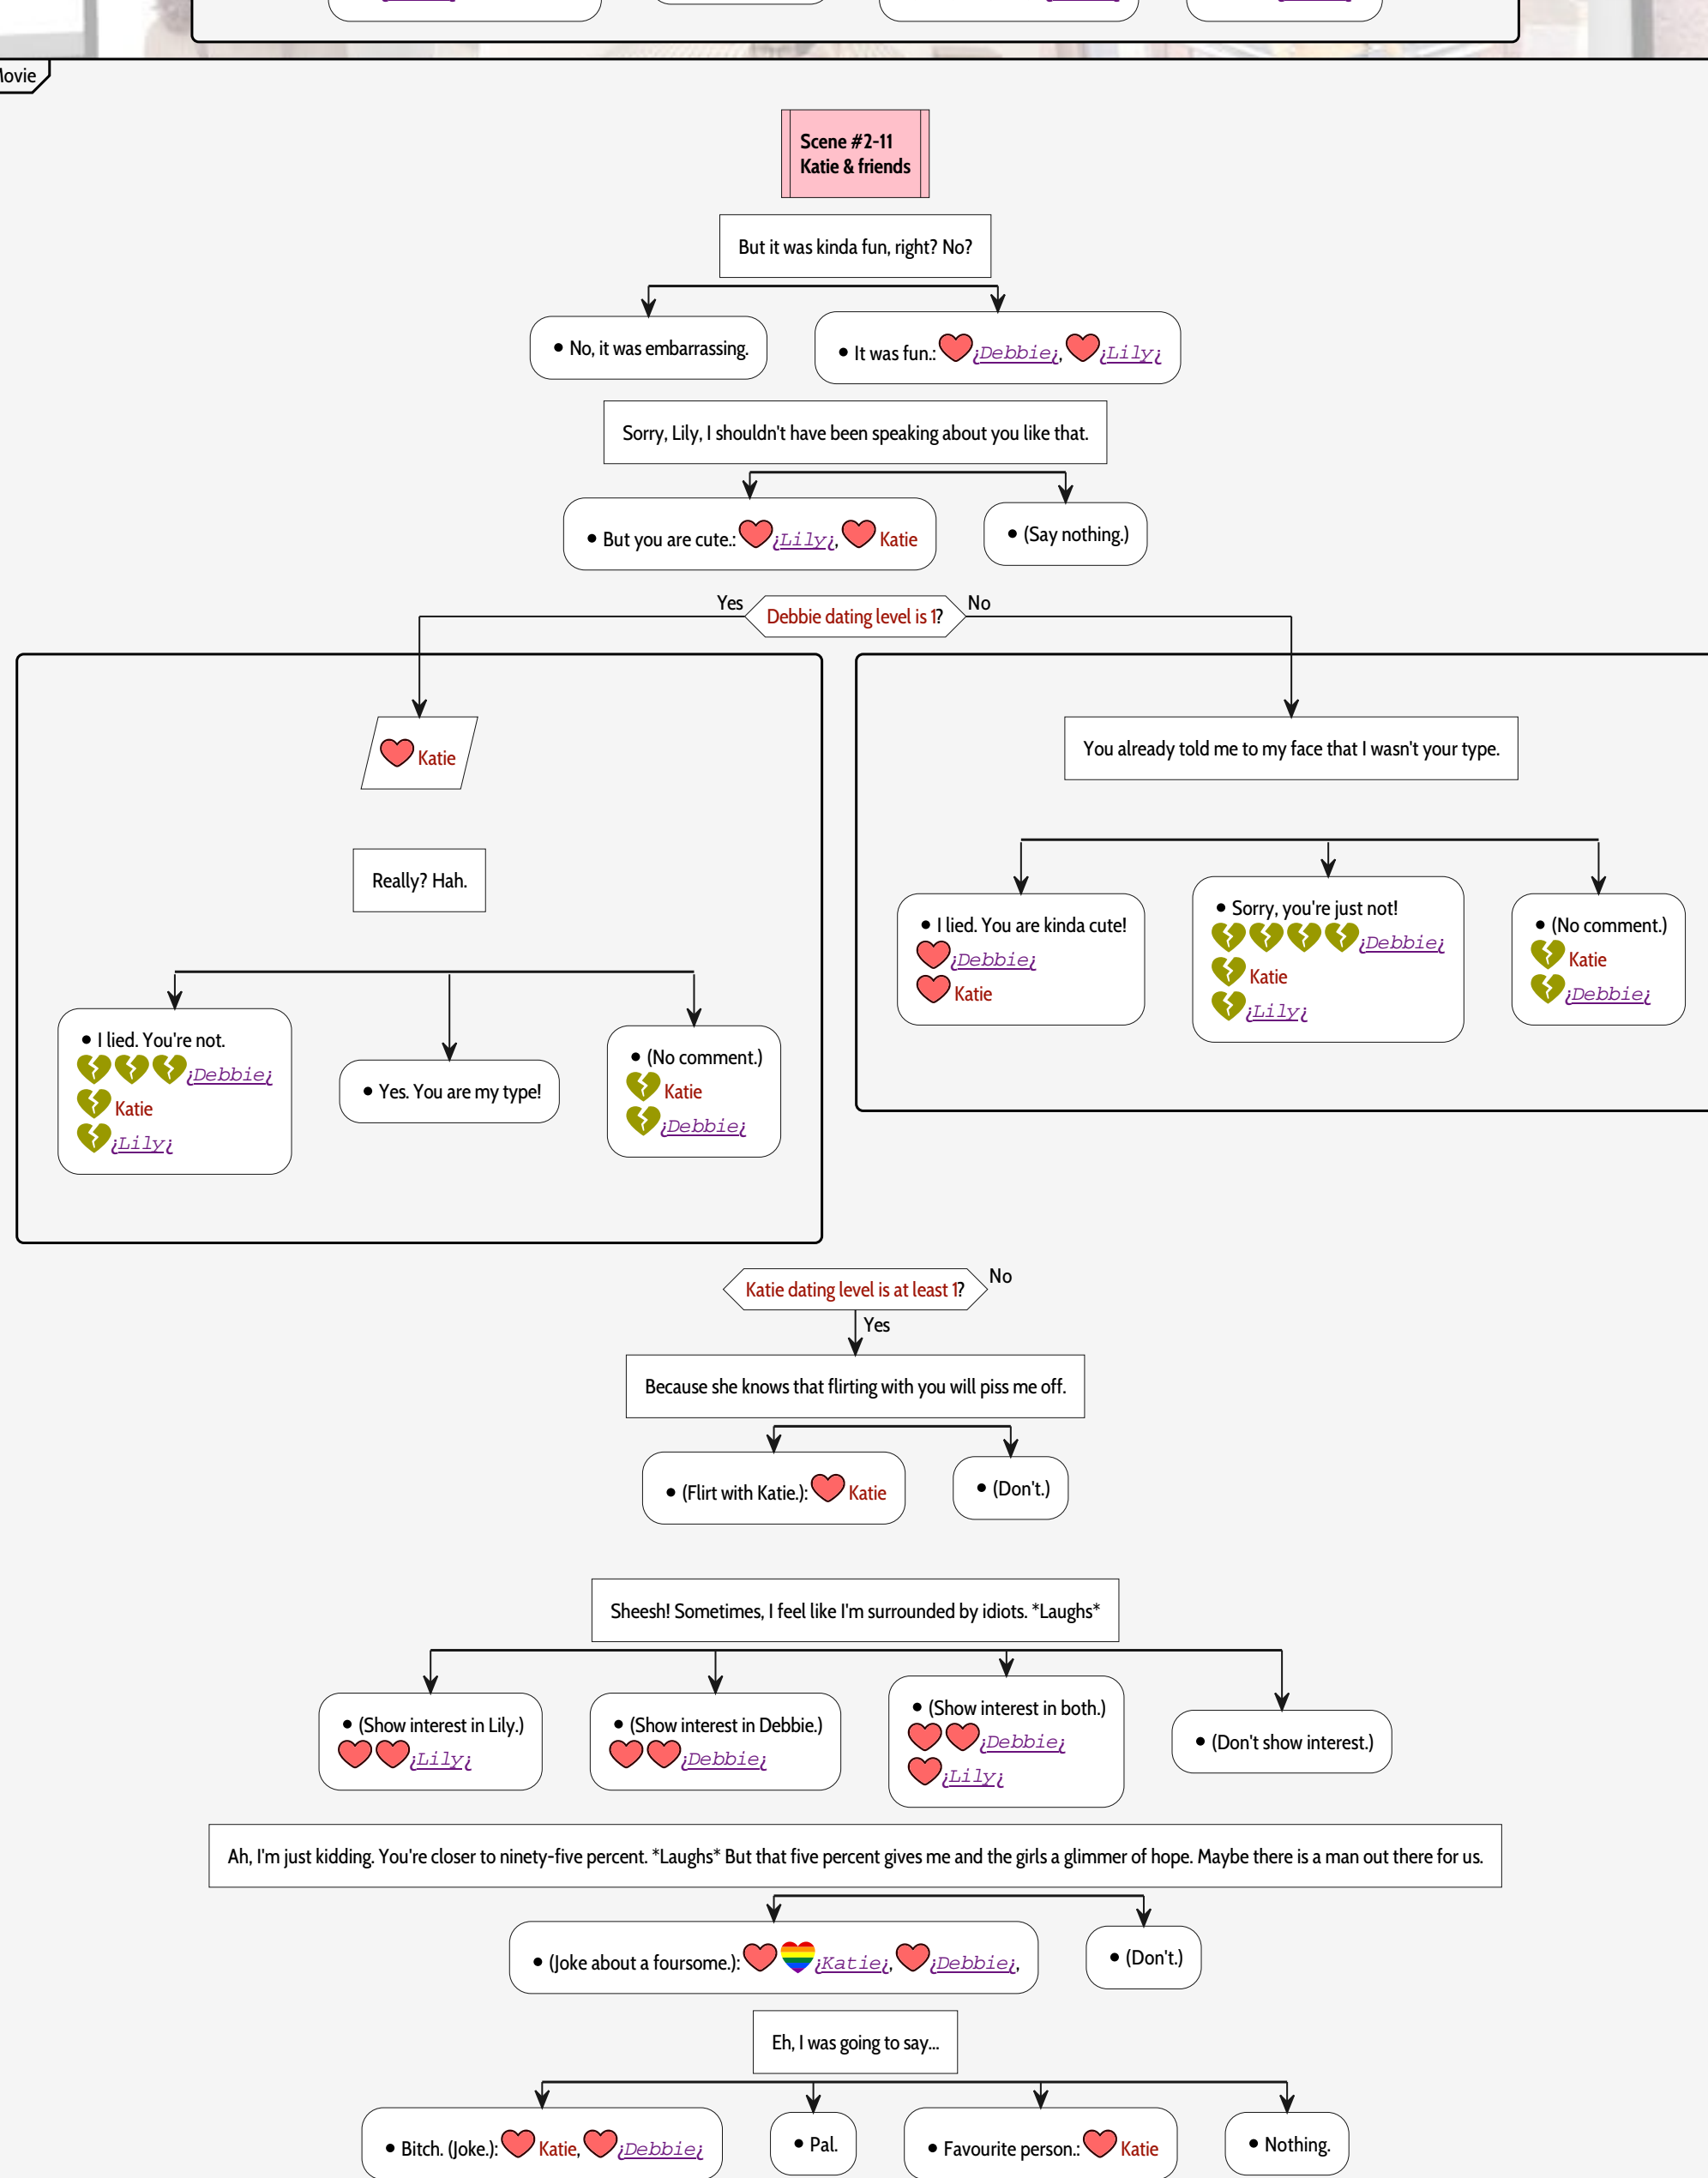 Movie
Scene #2-11
Katie & friends
But it was kinda fun, right? No?
• No, it was embarrassing.
• It was fun.: ¿Debbie¿, ¿Lily¿
Sorry, Lily, I shouldn't have been speaking about you like that.
• But you are cute.: ¿Lily¿, Katie
• (Say nothing.)
Yes
Debbie dating level is 1?
No
Katie
Really? Hah.
• I lied. You're not.
¿Debbie¿
Katie
¿Lily¿
• Yes. You are my type!
• (No comment.)
Katie
¿Debbie¿
You already told me to my face that I wasn't your type.
• I lied. You are kinda cute!
¿Debbie¿
Katie
• Sorry, you're just not!
¿Debbie¿
Katie
¿Lily¿
• (No comment.)
Katie
¿Debbie¿
Katie dating level is at least 1?
No
Yes
Because she knows that flirting with you will piss me off.
• (Flirt with Katie.): Katie
• (Don't.)
Sheesh! Sometimes, I feel like I'm surrounded by idiots. *Laughs*
• (Show interest in Lily.)
¿Lily¿
• (Show interest in Debbie.)
¿Debbie¿
• (Show interest in both.)
¿Debbie¿
¿Lily¿
• (Don't show interest.)
Ah, I'm just kidding. You're closer to ninety-five percent. *Laughs* But that five percent gives me and the girls a glimmer of hope. Maybe there is a man out there for us.
• (Joke about a foursome.): ¿Katie¿, ¿Debbie¿,
• (Don't.)
Eh, I was going to say...
• Bitch. (Joke.): Katie, ¿Debbie¿
• Pal.
• Favourite person.: Katie
• Nothing.